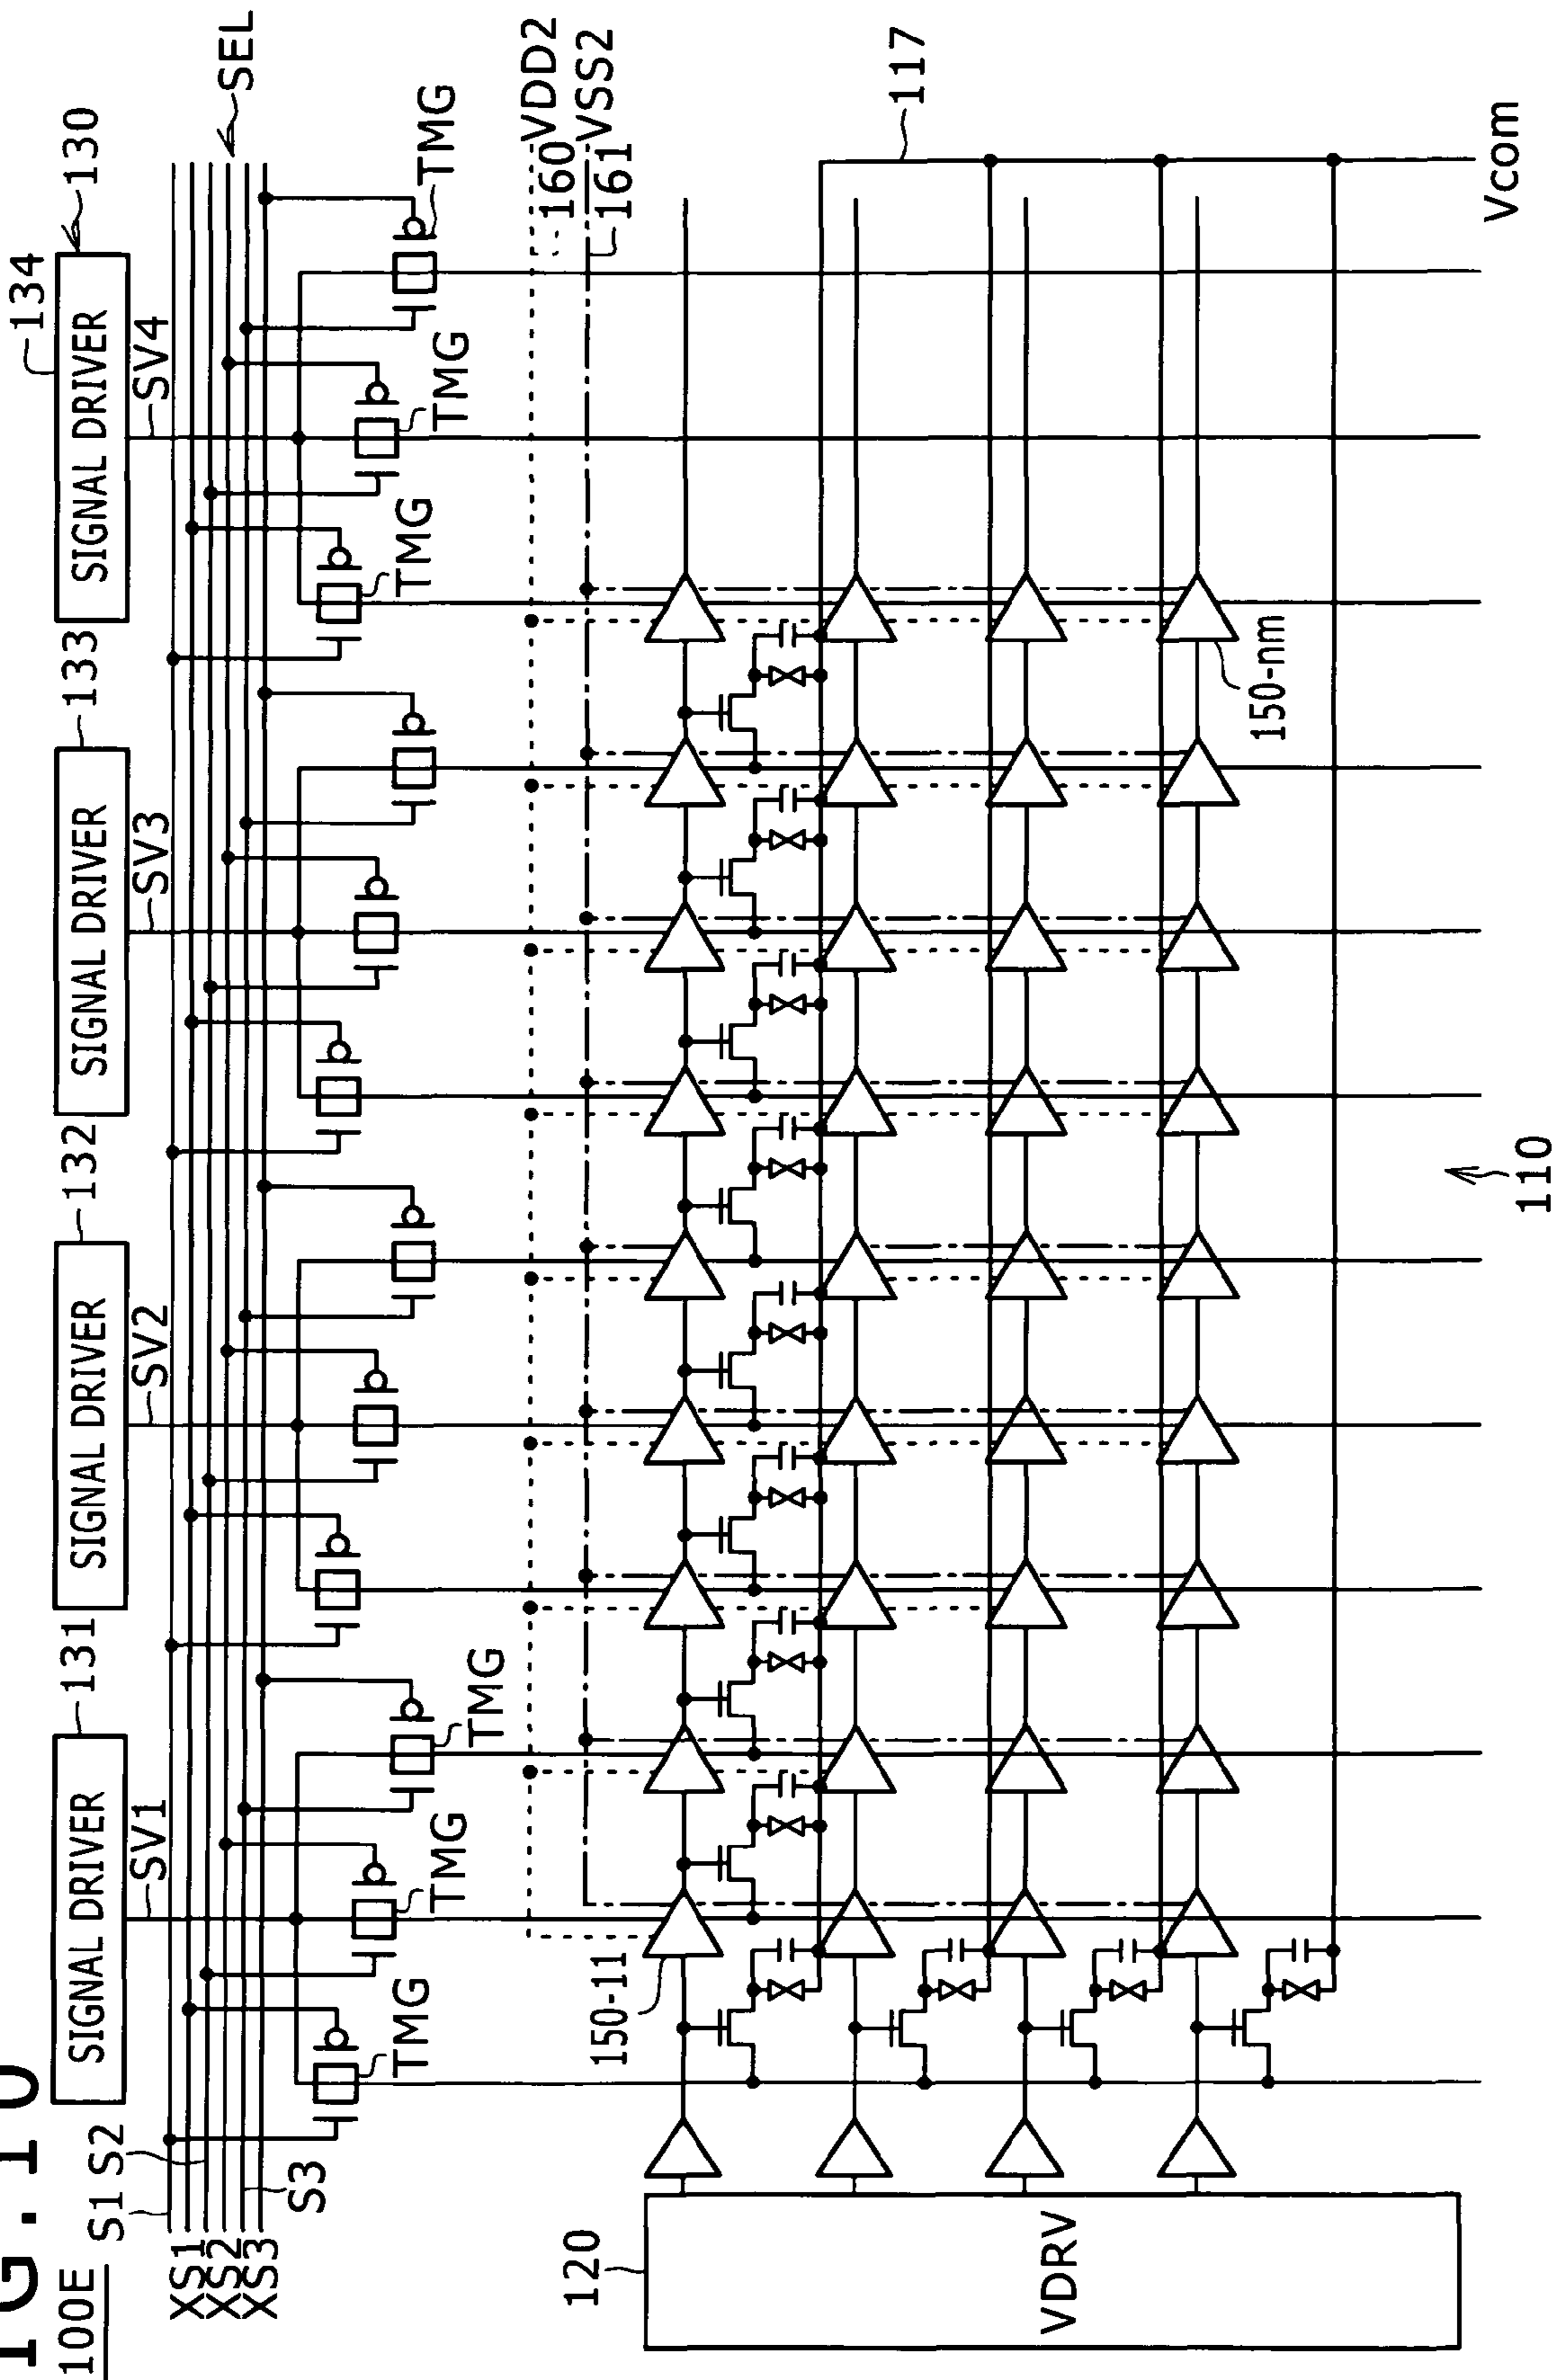 FIG.10
100E
131
132
133
134
130
SIGNAL DRIVER
SIGNAL DRIVER
SIGNAL DRIVER
SIGNAL DRIVER
S1
S2
SV1
SV2
SV3
SV4
SEL
XS1
XS2
XS3
S3
TMG
TMG
TMG
TMG
TMG
TMG
VDD2
160
VSS2
161
120
150-11
117
VDRV
150-nm
Vcom
110